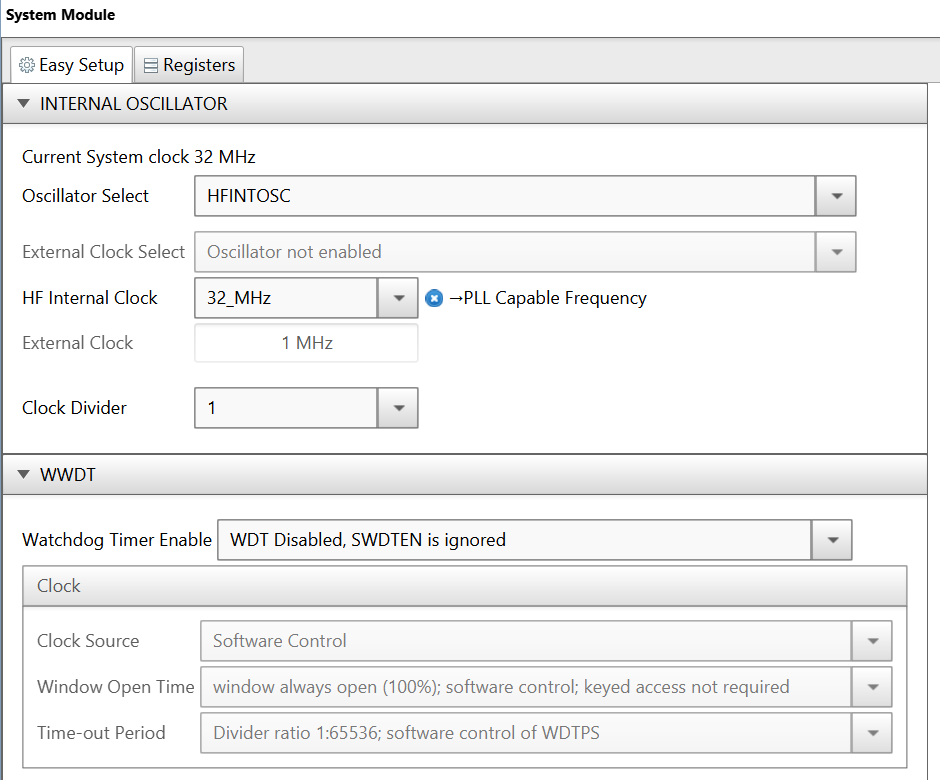 System Module
Easy Setup Registers
INTERNAL OSCILLATOR
Current System clock 32 MHz
Oscillator Select HFINTOSC
External Clock Select Oscillator not enabled
HF Internal Clock 32_MHz →PLL Capable Frequency
External Clock 1 MHz
Clock Divider 1
WWDT
Watchdog Timer Enable WDT Disabled, SWDTEN is ignored
Clock
Clock Source Software Control
Window Open Time window always open (100%); software control; keyed access not required
Time-out Period Divider ratio 1:65536; software control of WDTPS